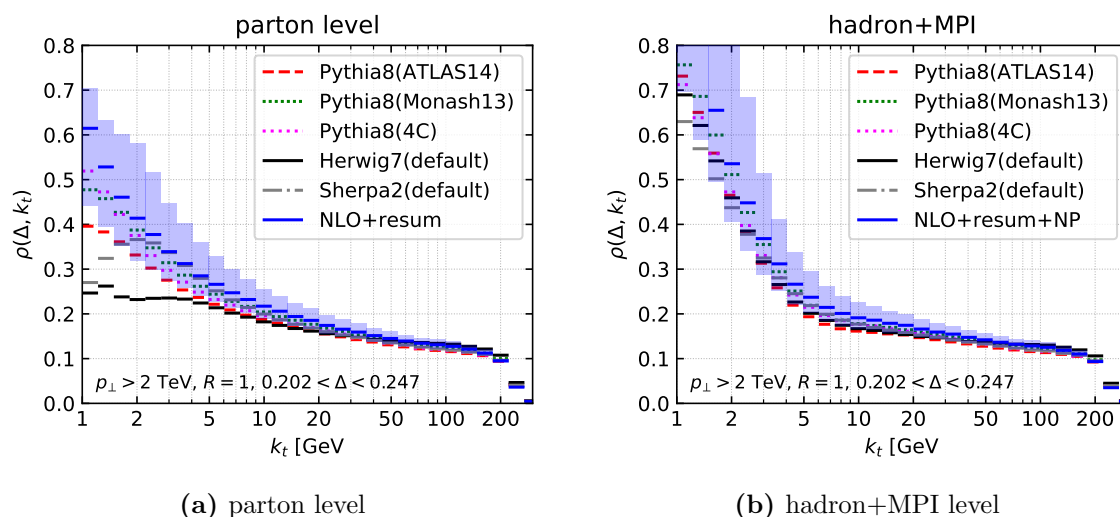 parton level
ρ(Δ, k_t)
0.8
0.7
0.6
0.5
0.4
0.3
0.2
0.1
0.0
Pythia8(ATLAS14)
Pythia8(Monash13)
Pythia8(4C)
Herwig7(default)
Sherpa2(default)
NLO+resum
p⊥ > 2 TeV, R = 1, 0.202 < Δ < 0.247
1 2 5 10 20 50 100 200
k_t [GeV
(a) parton level
hadron+MPI
ρ(Δ, k_t)
0.8
0.7
0.6
0.5
0.4
0.3
0.2
0.1
0.0
Pythia8(ATLAS14)
Pythia8(Monash13)
Pythia8(4C)
Herwig7(default)
Sherpa2(default)
NLO+resum+NP
p⊥ > 2 TeV, R = 1, 0.202 < Δ < 0.247
1 2 5 10 20 50 100 200
k_t [GeV
(b) hadron+MPI level